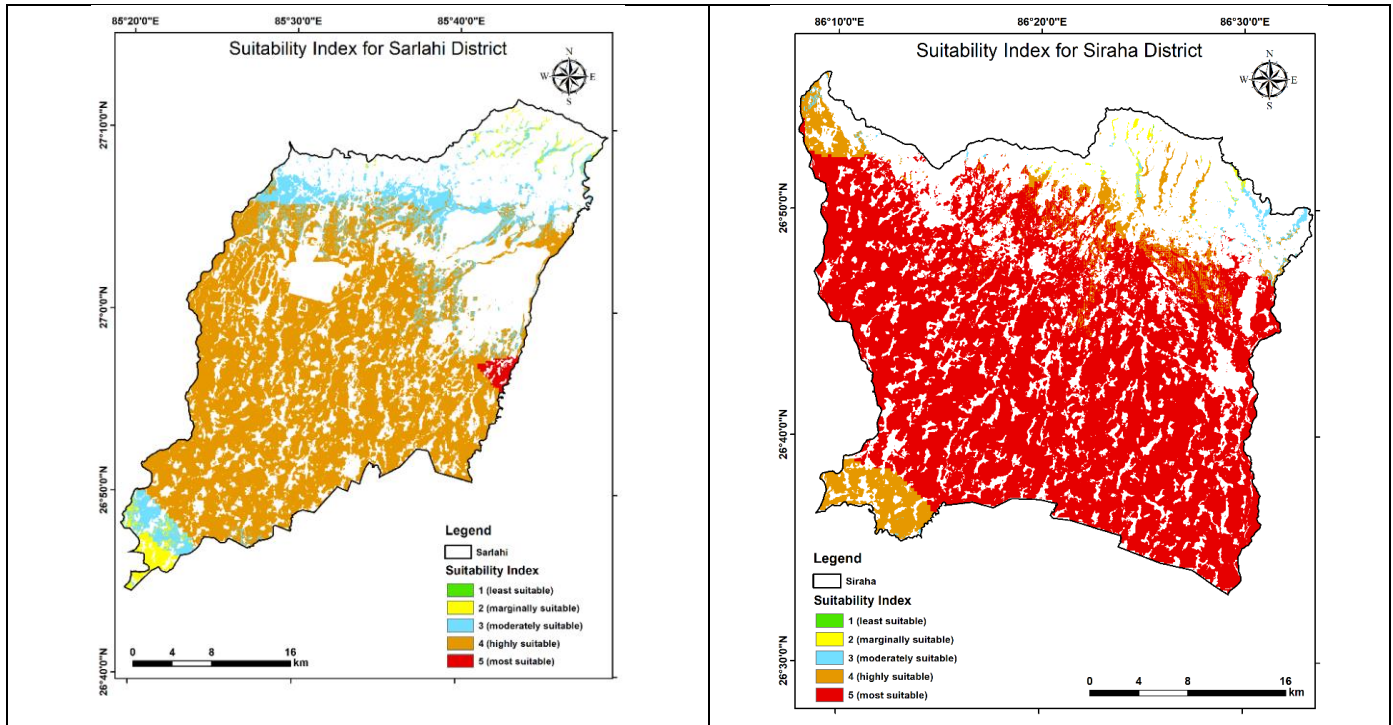 85°20'0"E 85°30'0"E 85°40'0"E
Suitability Index for Sarlahi District
N
W E
S
27°10'0"N
27°0'0"N
26°50'0"N
26°40'0"N
Legend
Sarlahi
Suitability Index
1 (least suitable)
2 (marginally suitable)
3 (moderately suitable)
4 (highly suitable)
5 (most suitable)
0 4 8 16
km
86°10'0"E 86°20'0"E 86°30'0"E
Suitability Index for Siraha District
N
W E
S
26°50'0"N
26°40'0"N
26°30'0"N
Legend
Siraha
Suitability Index
1 (least suitable)
2 (marginally suitable)
3 (moderately suitable)
4 (highly suitable)
5 (most suitable)
0 4 8 16
km